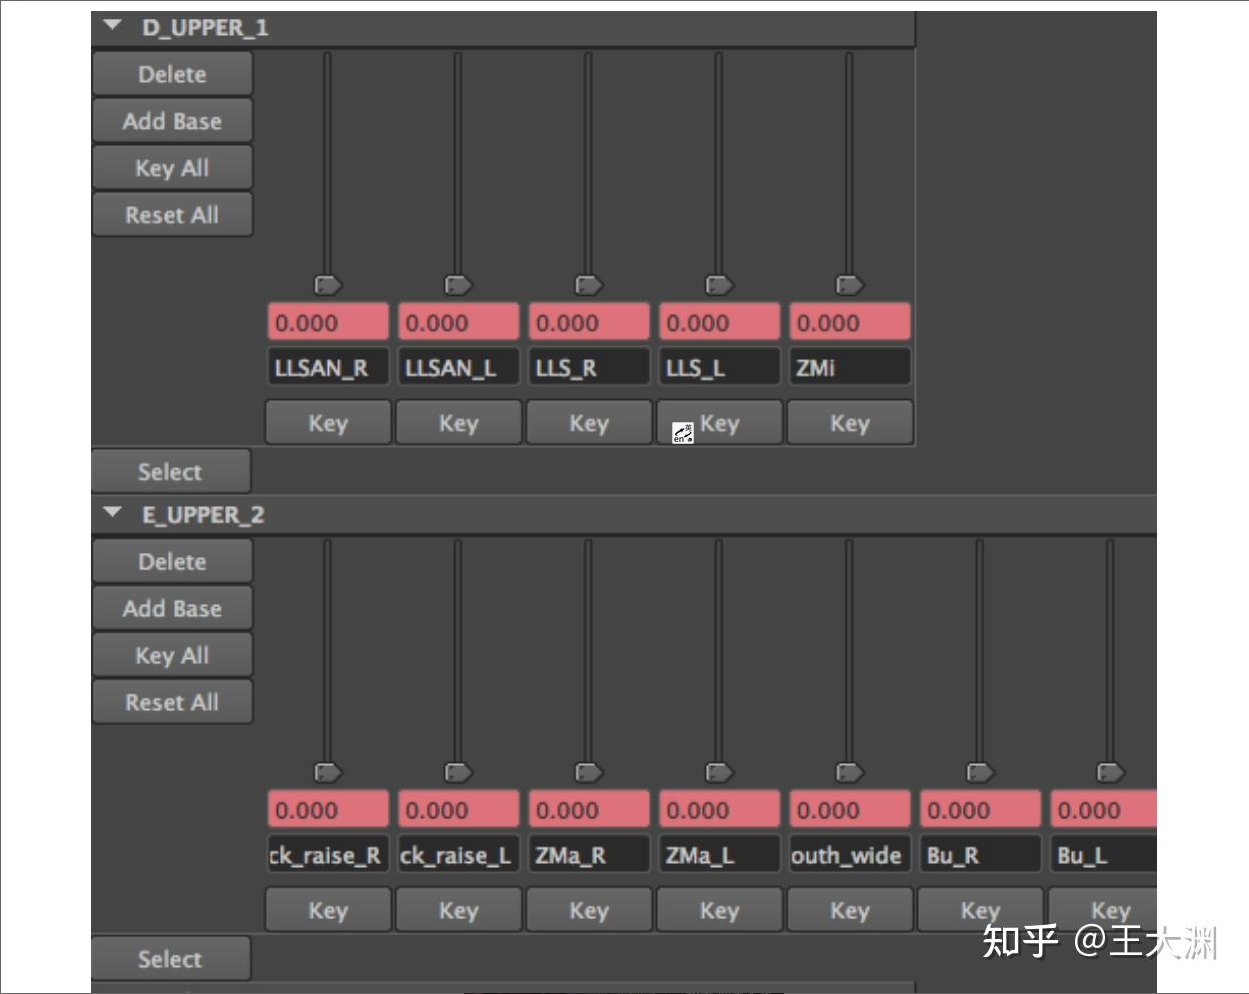 D_UPPER_1
Delete
Add Base
Key All
Reset All
0.000 0.000 0.000 0.000 0.000
LLSAN_R LLSAN_L LLS_R LLS_L ZMi
Key Key Key Key Key
Select
E_UPPER_2
Delete
Add Base
Key All
Reset All
0.000 0.000 0.000 0.000 0.000 0.000 0.000
ck_raise_R ck_raise_L ZMa_R ZMa_L outh_wide Bu_R Bu_L
Key Key Key Key Key Key Key
Select
知乎 @王大渊